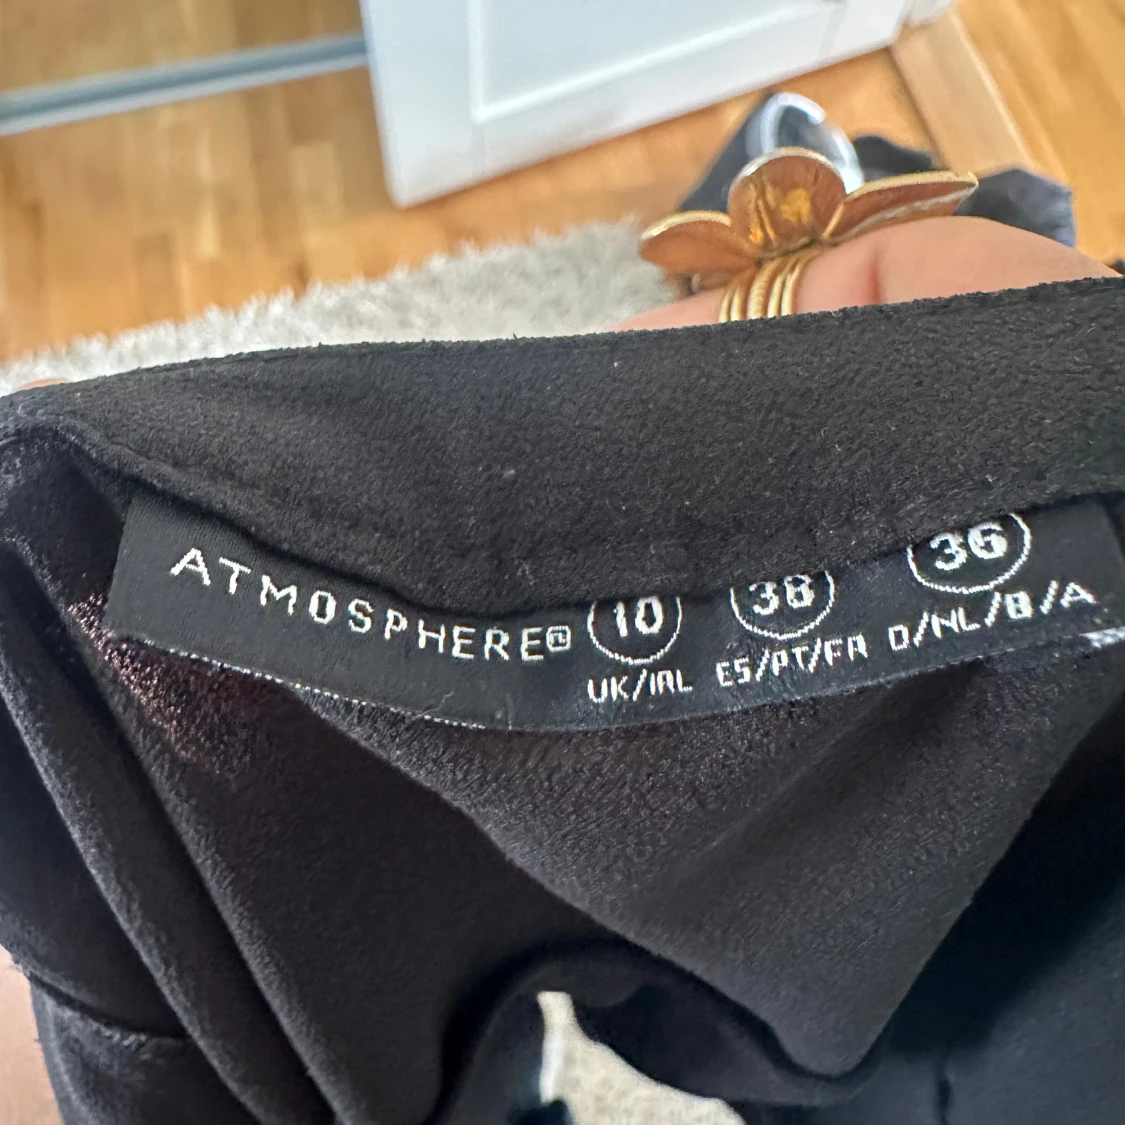 ATMOSPHERE® 10 38 36
UK/IRL ES/PT/FR D/NL/B/A